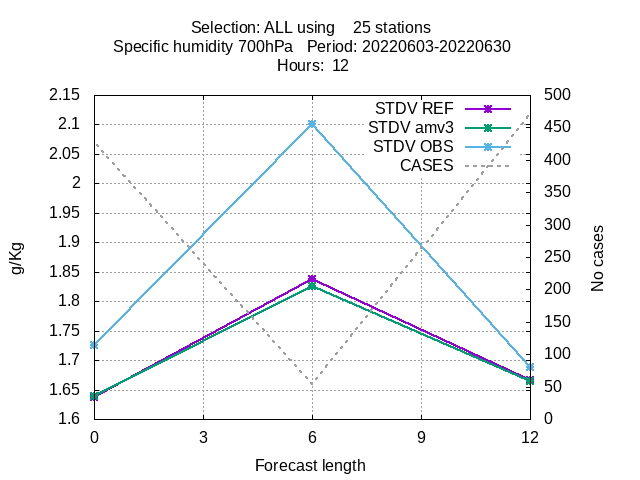 Selection: ALL using    25 stations
Specific humidity 700hPa   Period: 20220603-20220630
Hours:  12
STDV REF
STDV amv3
STDV OBS
CASES
2.15
2.1
2.05
2
1.95
1.9
1.85
1.8
1.75
1.7
1.65
1.6
g/Kg
500
450
400
350
300
250
200
150
100
50
0
No cases
0 3 6 9 12
Forecast length